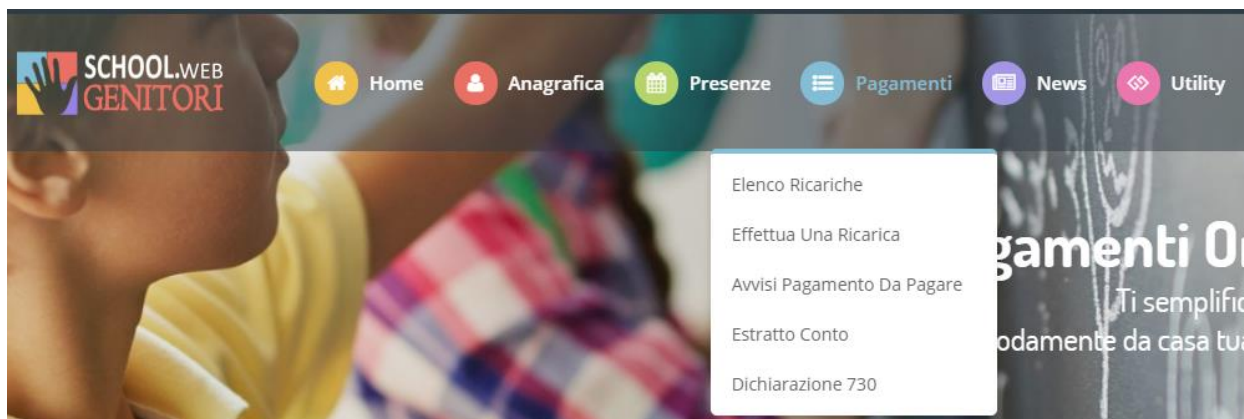 SCHOOL.WEB
GENITORI
Home
Anagrafica
Presenze
Pagamenti
News
Utility
Elenco Ricariche
Effettua Una Ricarica
Avvisi Pagamento Da Pagare
Estratto Conto
Dichiarazione 730
gamenti O
Ti semplific
odamente da casa tua